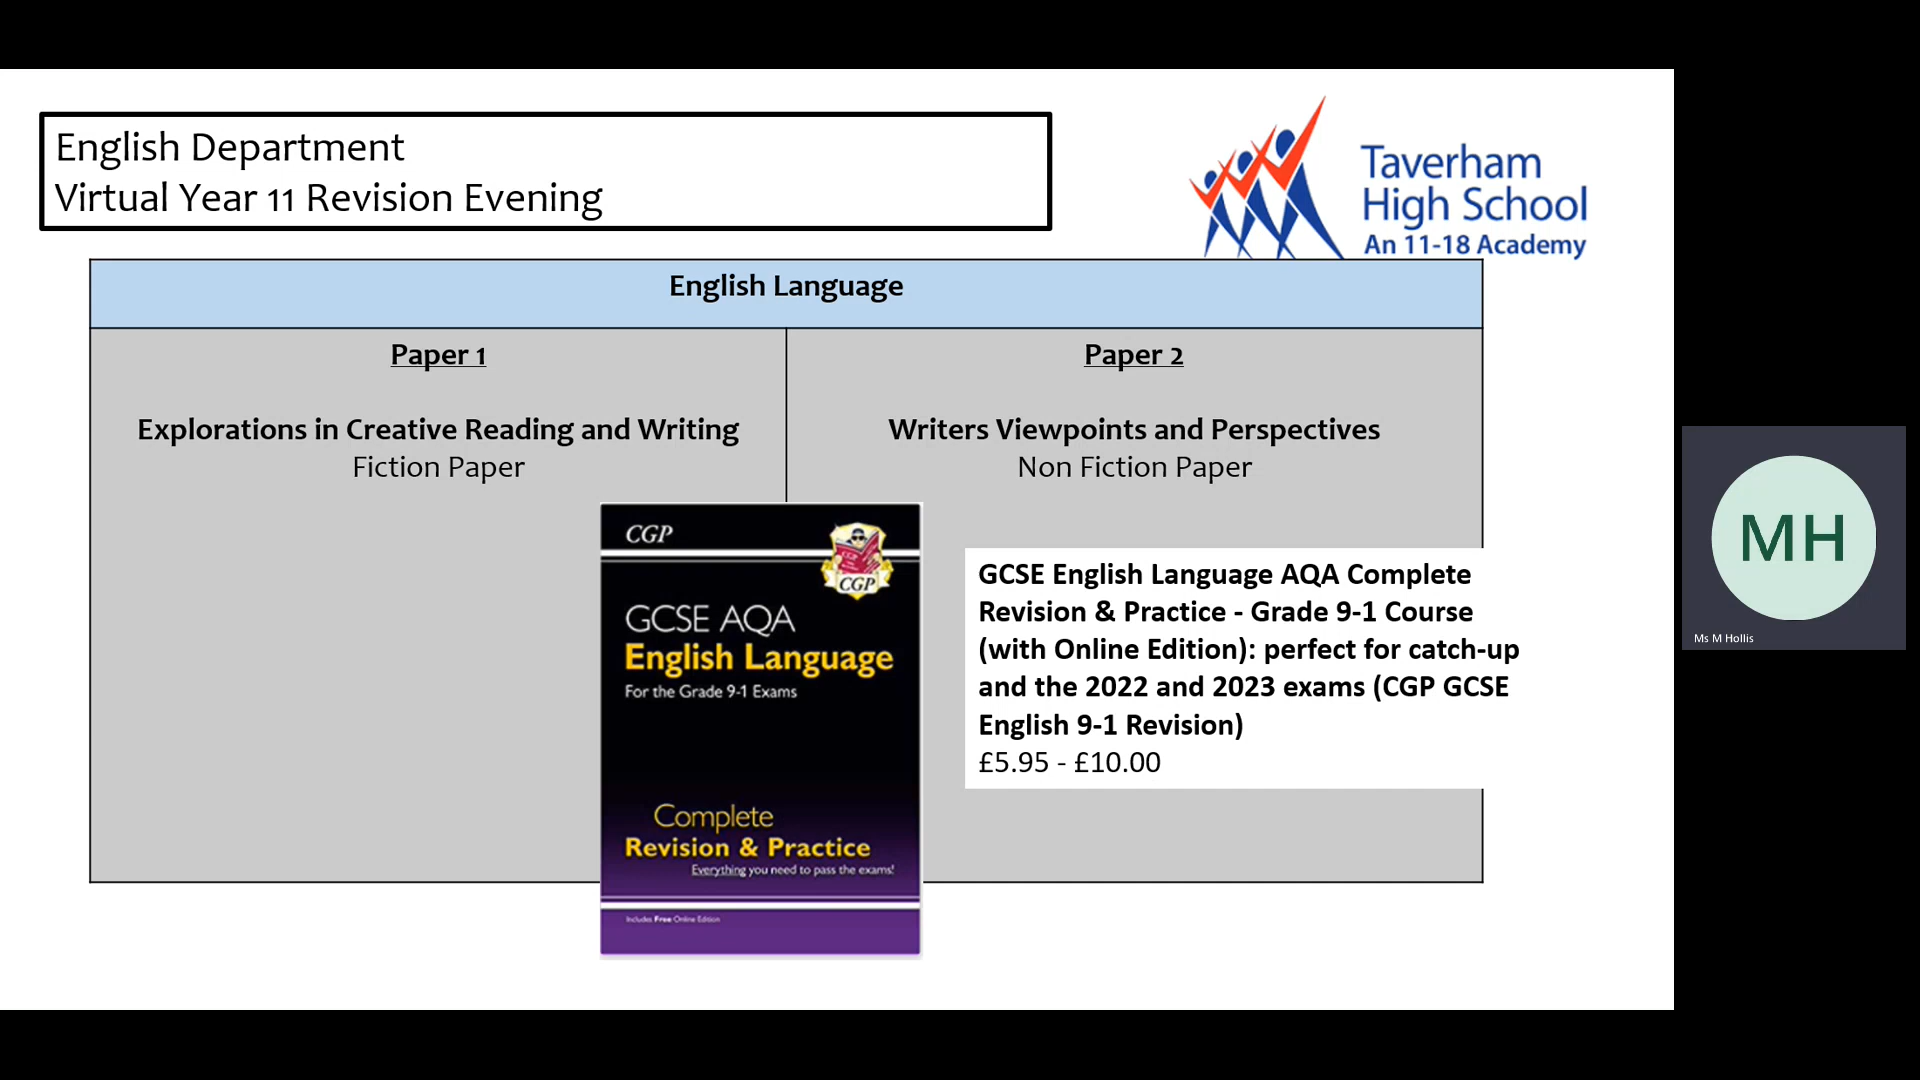 English Department
Virtual Year 11 Revision Evening
Taverham
High School
An 11-18 Academy
English Language
Paper 1
Explorations in Creative Reading and Writing
Fiction Paper
Paper 2
Writers Viewpoints and Perspectives
Non Fiction Paper
CGP
CGP
GCSE AQA
English Language
For the Grade 9-1 Exams
Complete
Revision & Practice
Everything you need to pass the exams!
Includes Free Online Edition
GCSE English Language AQA Complete
Revision & Practice - Grade 9-1 Course
(with Online Edition): perfect for catch-up
and the 2022 and 2023 exams (CGP GCSE
English 9-1 Revision)
£5.95 - £10.00
MH
Ms M Hollis